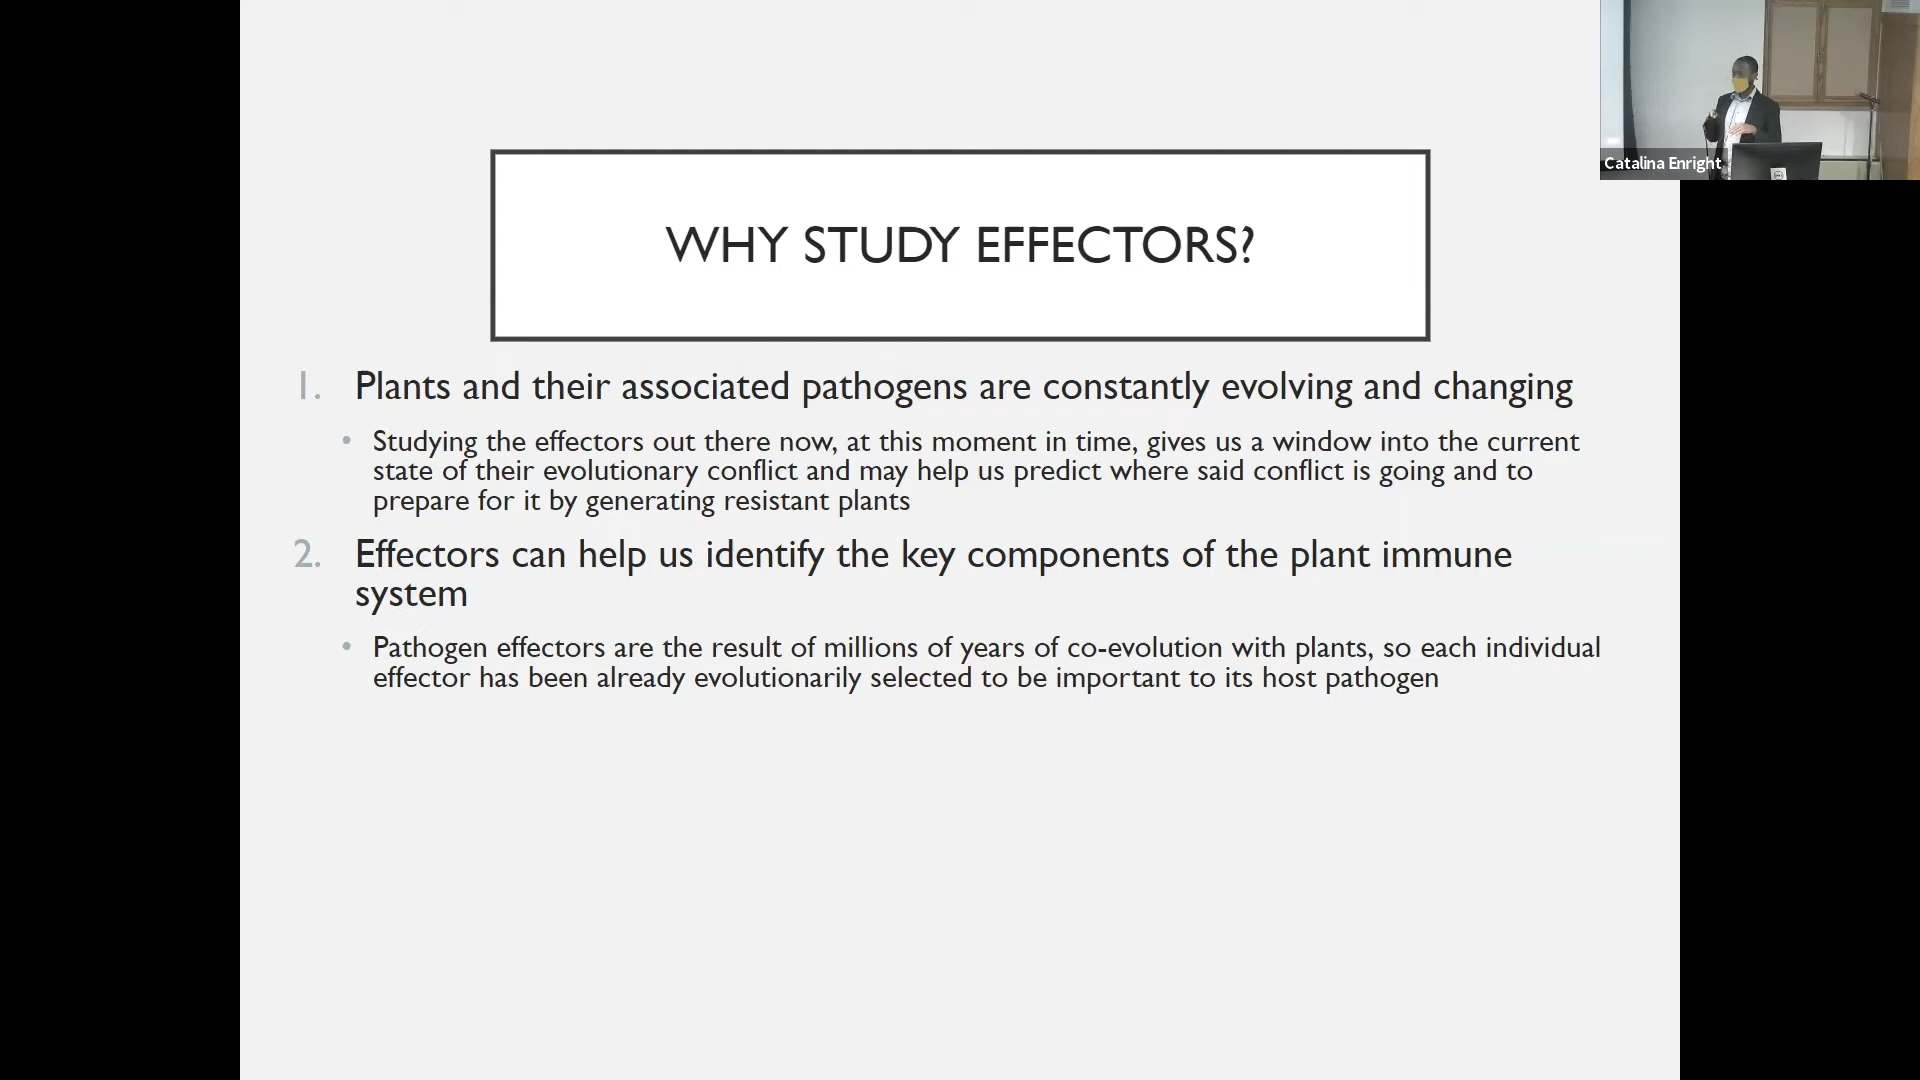 WHY STUDY EFFECTORS?
1. Plants and their associated pathogens are constantly evolving and changing
• Studying the effectors out there now, at this moment in time, gives us a window into the current
state of their evolutionary conflict and may help us predict where said conflict is going and to
prepare for it by generating resistant plants
2. Effectors can help us identify the key components of the plant immune
system
• Pathogen effectors are the result of millions of years of co-evolution with plants, so each individual
effector has been already evolutionarily selected to be important to its host pathogen
Catalina Enright